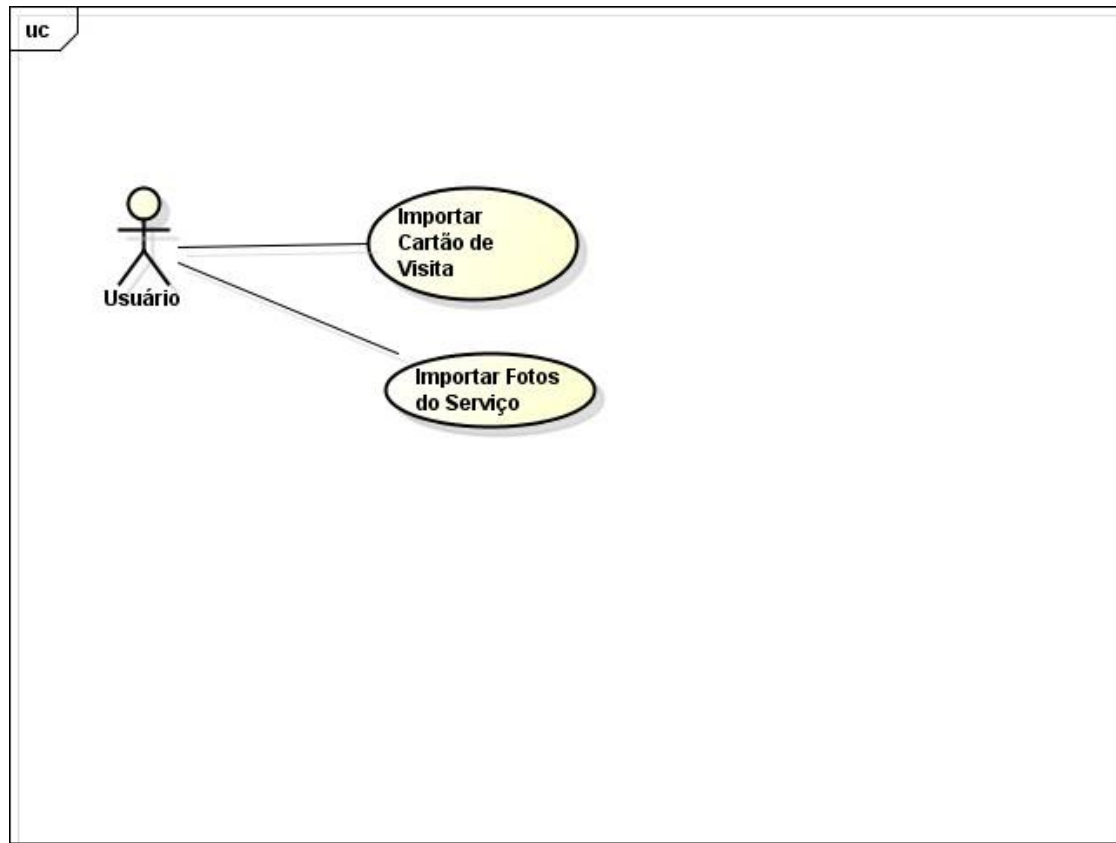 uc
Importar
Cartão de
Visita
Usuário
Importar Fotos
do Serviço